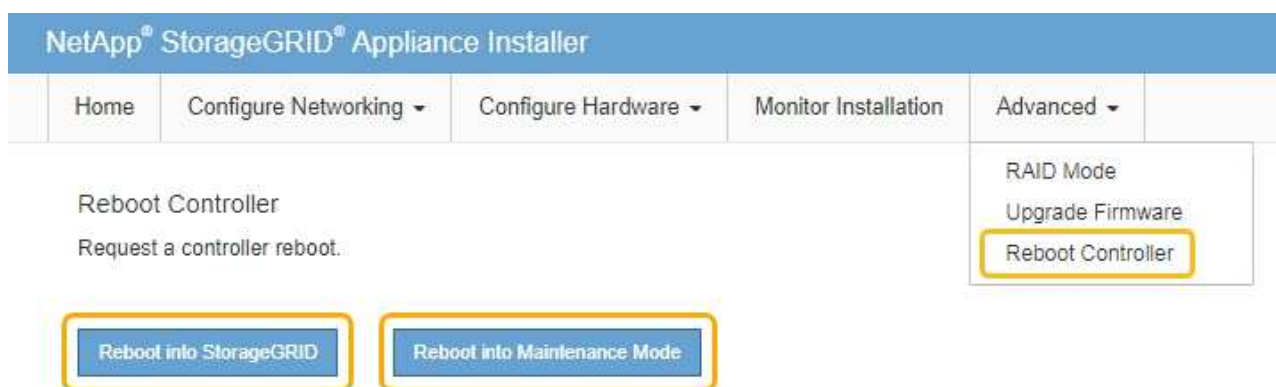 NetApp® StorageGRID® Appliance Installer
Home Configure Networking Configure Hardware Monitor Installation Advanced
RAID Mode
Upgrade Firmware
Reboot Controller
Reboot Controller
Request a controller reboot.
Reboot into StorageGRID Reboot into Maintenance Mode